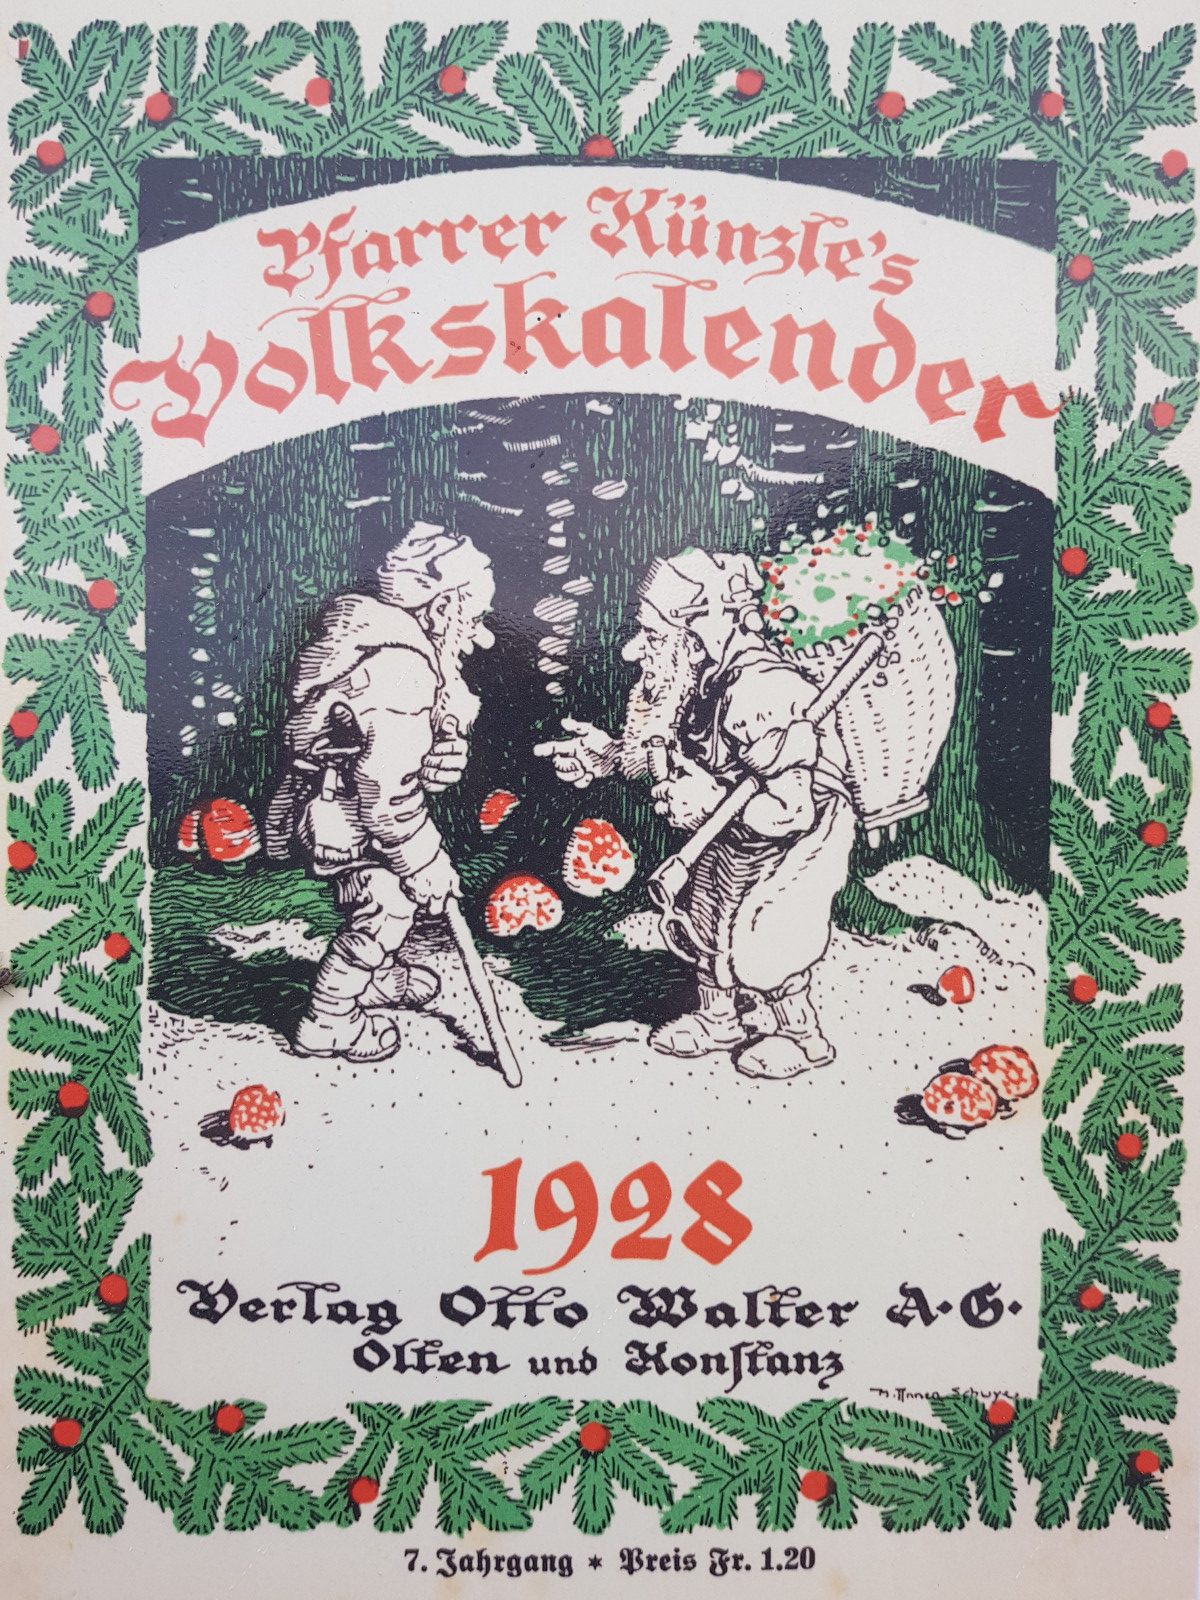 Pfarrer Künzle's
Volkskalender
1928
Verlag Otto Walter A·G·
Olten und Konstanz
7. Jahrgang * Preis Fr. 1.20